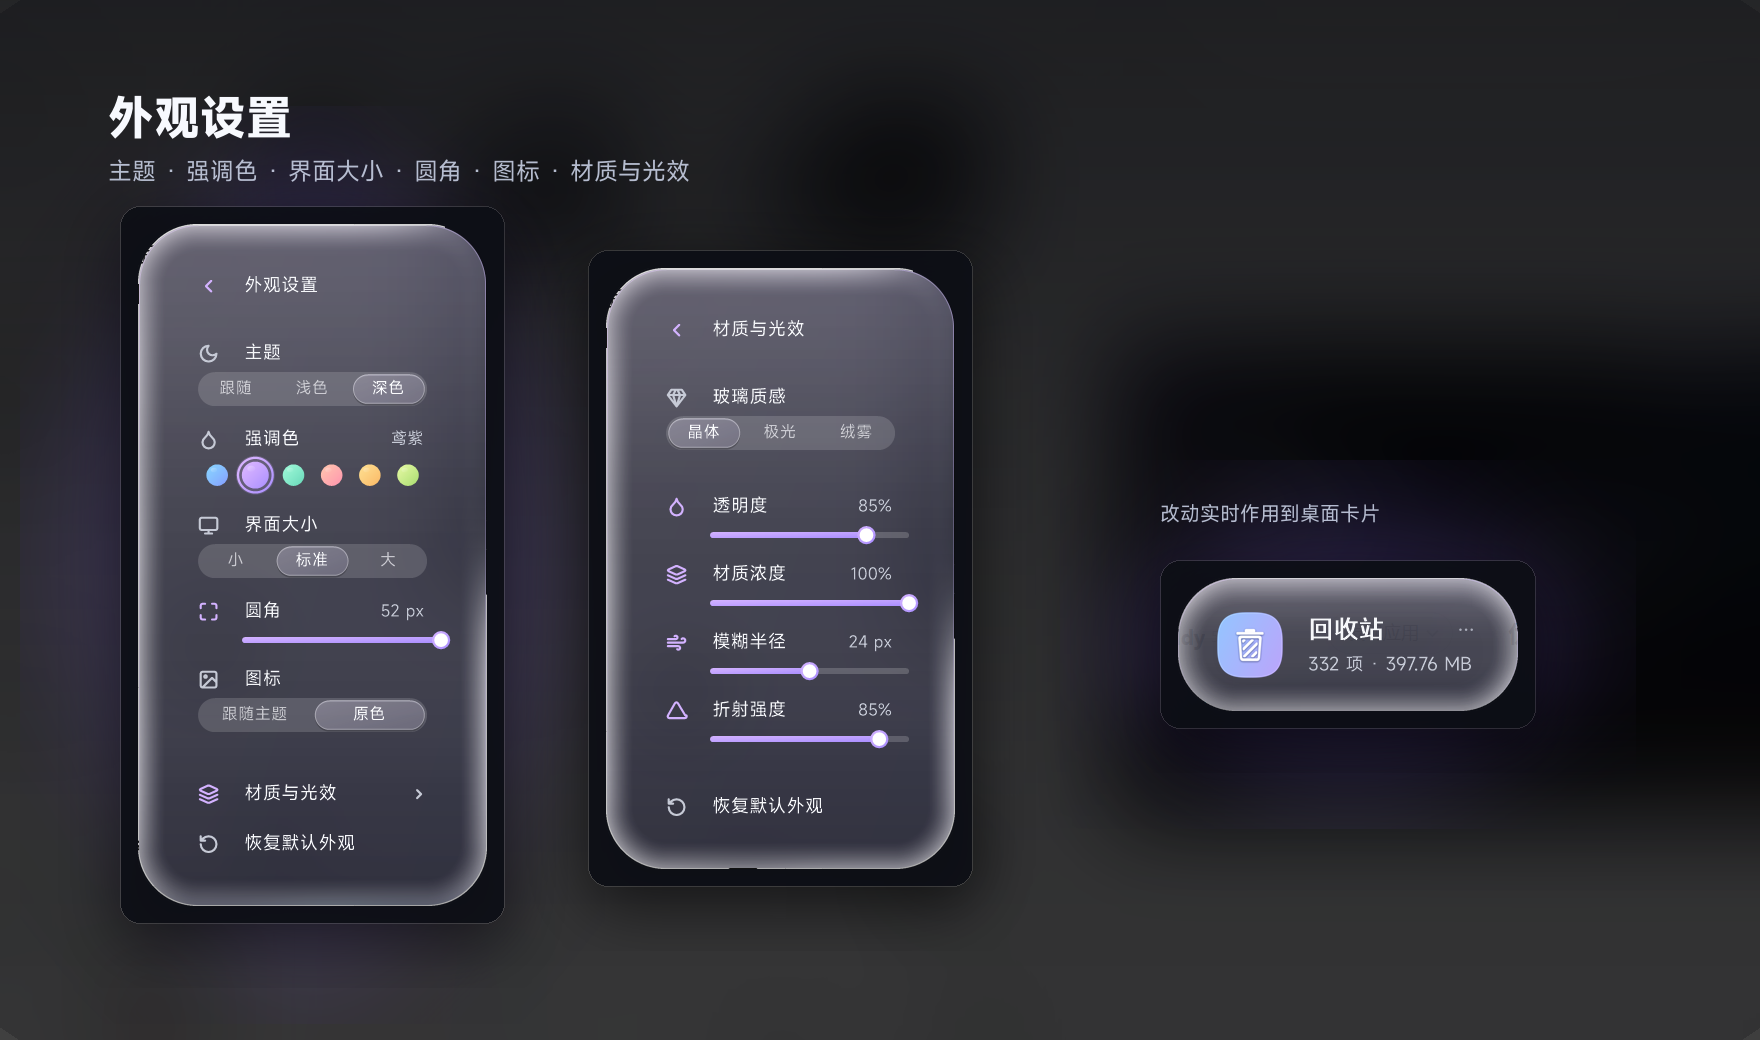 外观设置
主题 · 强调色 · 界面大小 · 圆角 · 图标 · 材质与光效
外观设置
主题
跟随 浅色 深色
强调色 鸢紫
界面大小
小 标准 大
圆角 52 px
图标
跟随主题 原色
材质与光效
恢复默认外观
材质与光效
玻璃质感
晶体 极光 绒雾
透明度 85%
材质浓度 100%
模糊半径 24 px
折射强度 85%
恢复默认外观
改动实时作用到桌面卡片
回收站 ···
332 项 · 397.76 MB